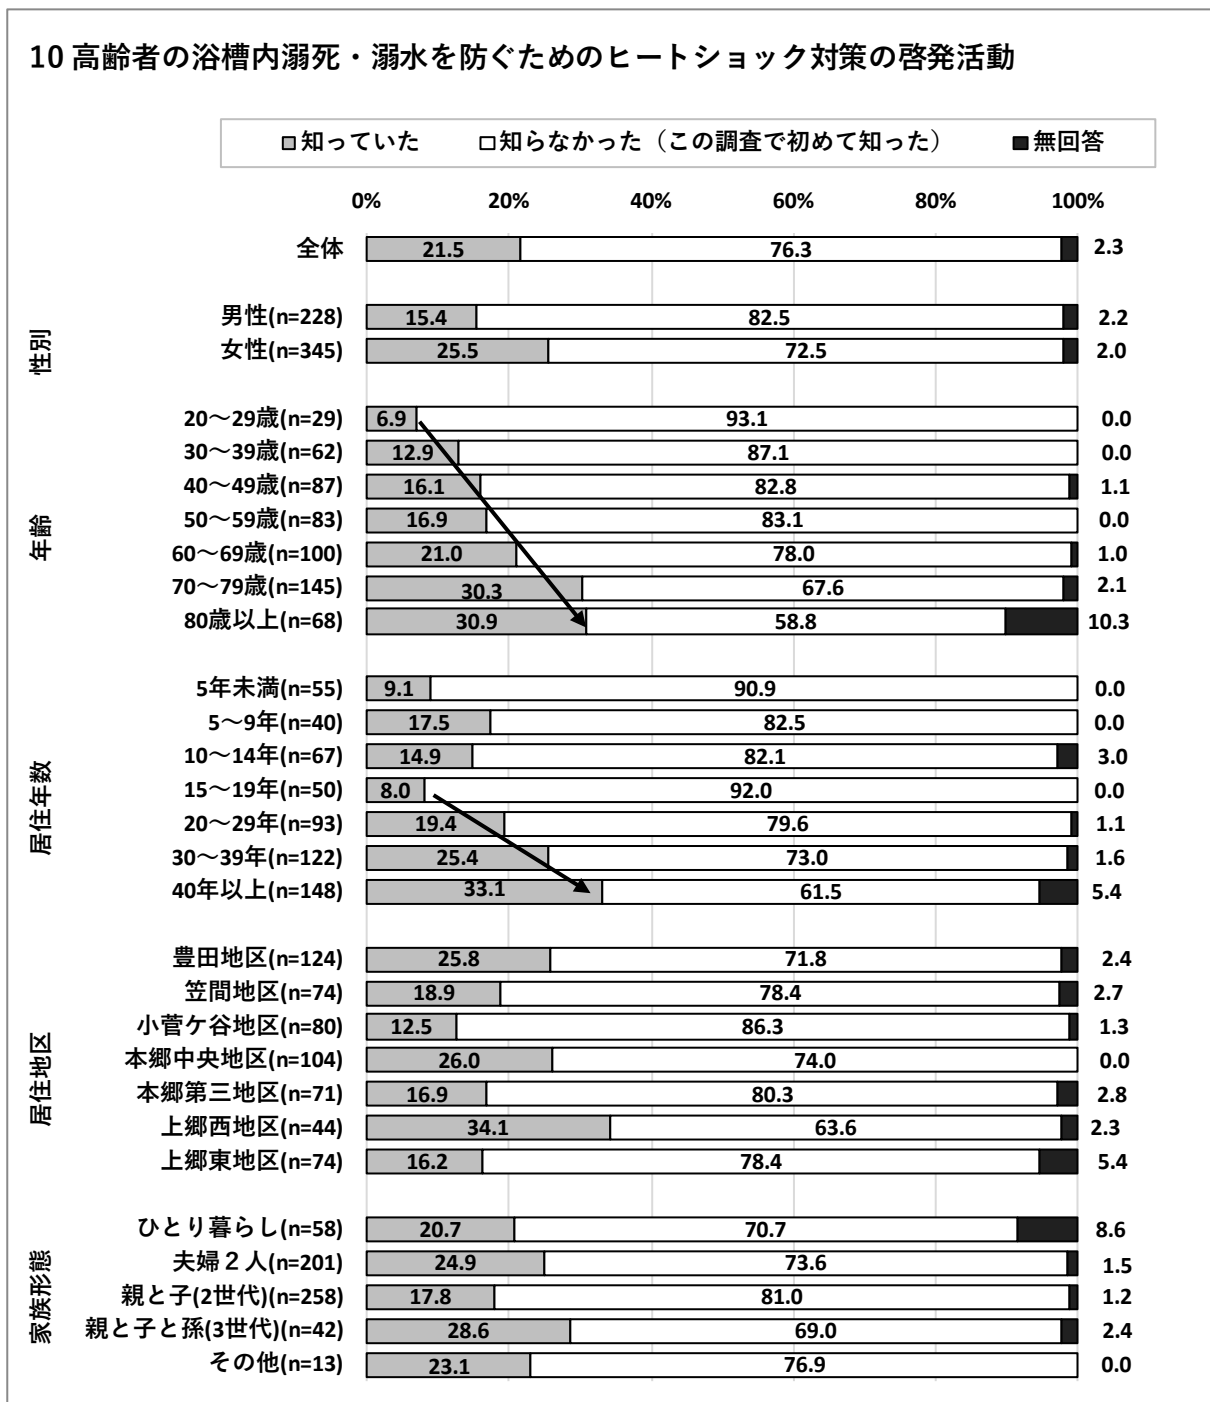 10 高齢者の浴槽内溺死・溺水を防ぐためのヒートショック対策の啓発活動
知っていた 知らなかった（この調査で初めて知った） 無回答
0% 20% 40% 60% 80% 100%
全体 21.5 76.3 2.3
性別
男性(n=228) 15.4 82.5 2.2
女性(n=345) 25.5 72.5 2.0
年齢
20～29歳(n=29) 6.9 93.1 0.0
30～39歳(n=62) 12.9 87.1 0.0
40～49歳(n=87) 16.1 82.8 1.1
50～59歳(n=83) 16.9 83.1 0.0
60～69歳(n=100) 21.0 78.0 1.0
70～79歳(n=145) 30.3 67.6 2.1
80歳以上(n=68) 30.9 58.8 10.3
居住年数
5年未満(n=55) 9.1 90.9 0.0
5～9年(n=40) 17.5 82.5 0.0
10～14年(n=67) 14.9 82.1 3.0
15～19年(n=50) 8.0 92.0 0.0
20～29年(n=93) 19.4 79.6 1.1
30～39年(n=122) 25.4 73.0 1.6
40年以上(n=148) 33.1 61.5 5.4
居住地区
豊田地区(n=124) 25.8 71.8 2.4
笠間地区(n=74) 18.9 78.4 2.7
小菅ケ谷地区(n=80) 12.5 86.3 1.3
本郷中央地区(n=104) 26.0 74.0 0.0
本郷第三地区(n=71) 16.9 80.3 2.8
上郷西地区(n=44) 34.1 63.6 2.3
上郷東地区(n=74) 16.2 78.4 5.4
家族形態
ひとり暮らし(n=58) 20.7 70.7 8.6
夫婦２人(n=201) 24.9 73.6 1.5
親と子(2世代)(n=258) 17.8 81.0 1.2
親と子と孫(3世代)(n=42) 28.6 69.0 2.4
その他(n=13) 23.1 76.9 0.0